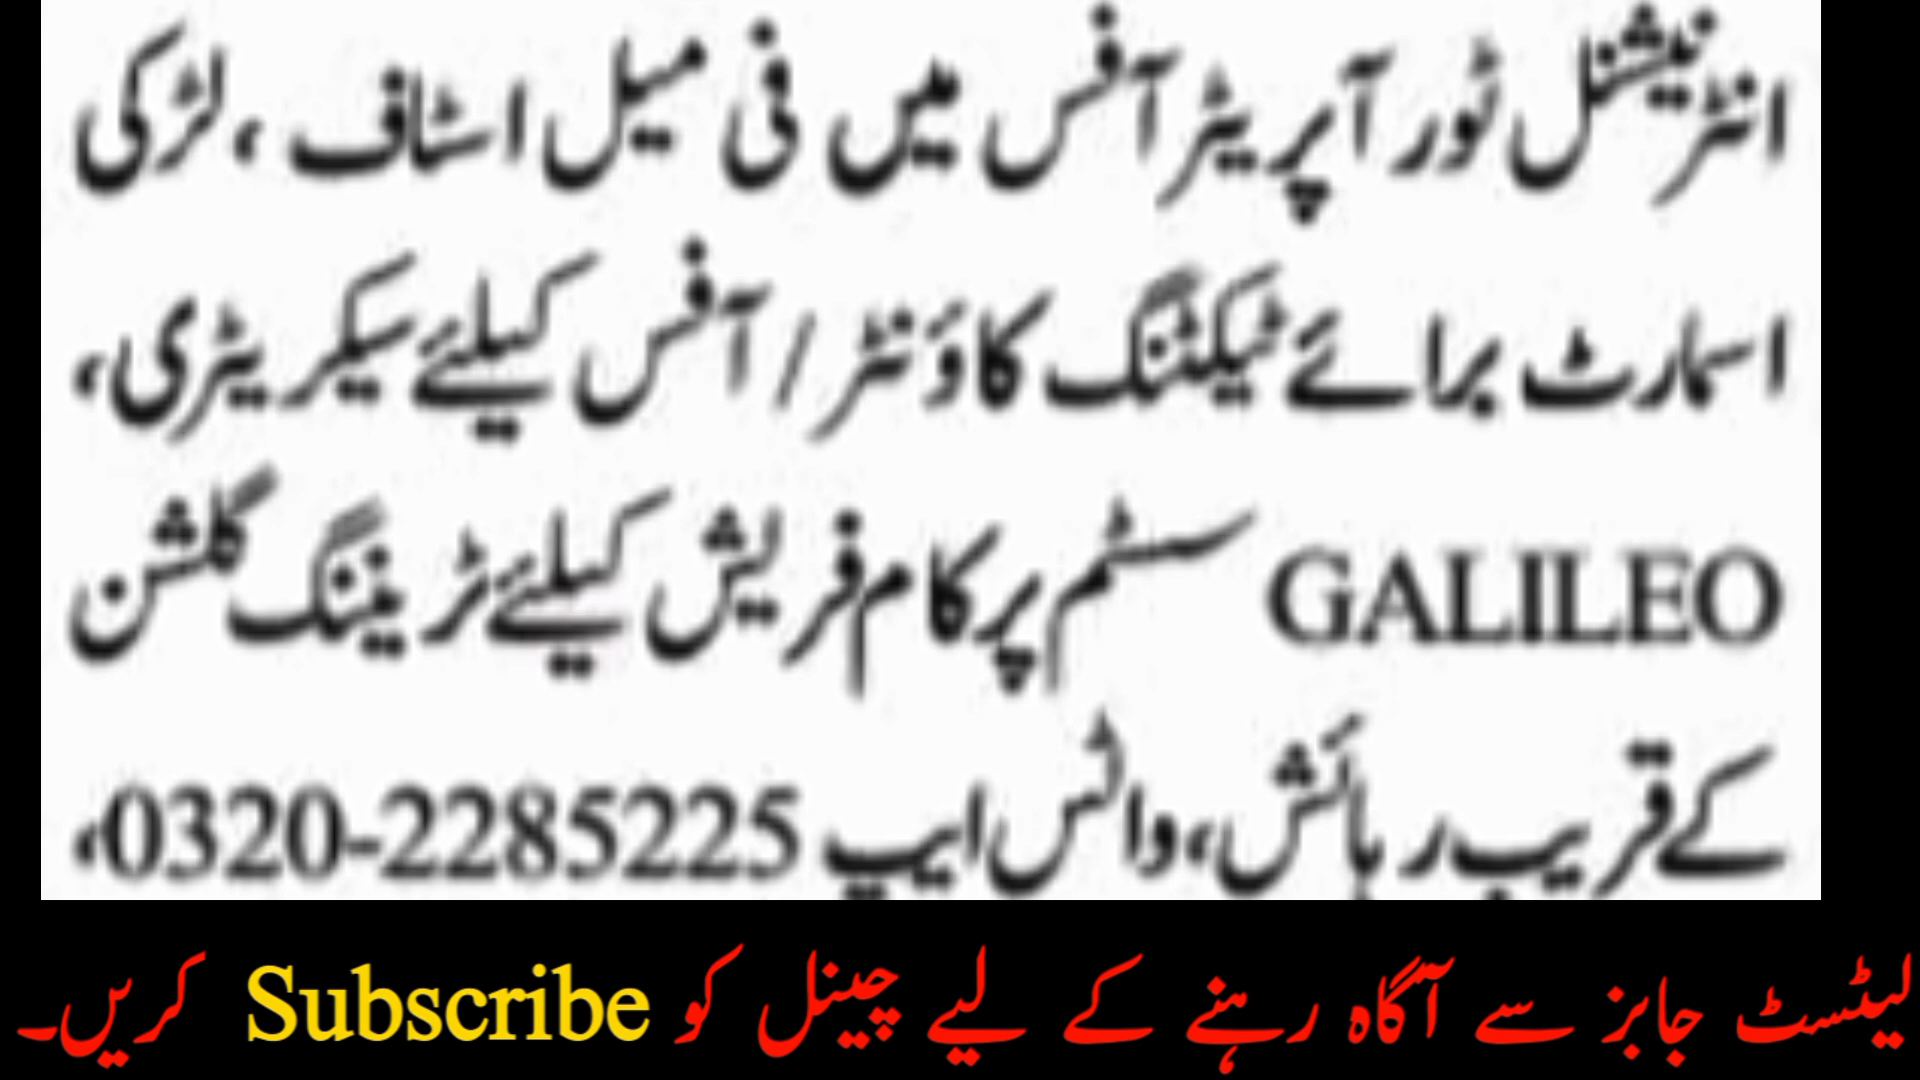 انٹرنیشنل ٹور آپریٹر آفس میں فی میل اسٹاف، لڑکی
اسمارٹ برائے ٹیکٹنگ کاؤنٹر / آفس کیلئے سیکریٹری،
GALILEO سسٹم پر کام فریش کیلئے ٹریننگ گلشن
کے قریب رہائش، واٹس ایپ 0320-2285225،
لیٹسٹ جابز سے آگاہ رہنے کے لیے چینل کو Subscribe کریں۔